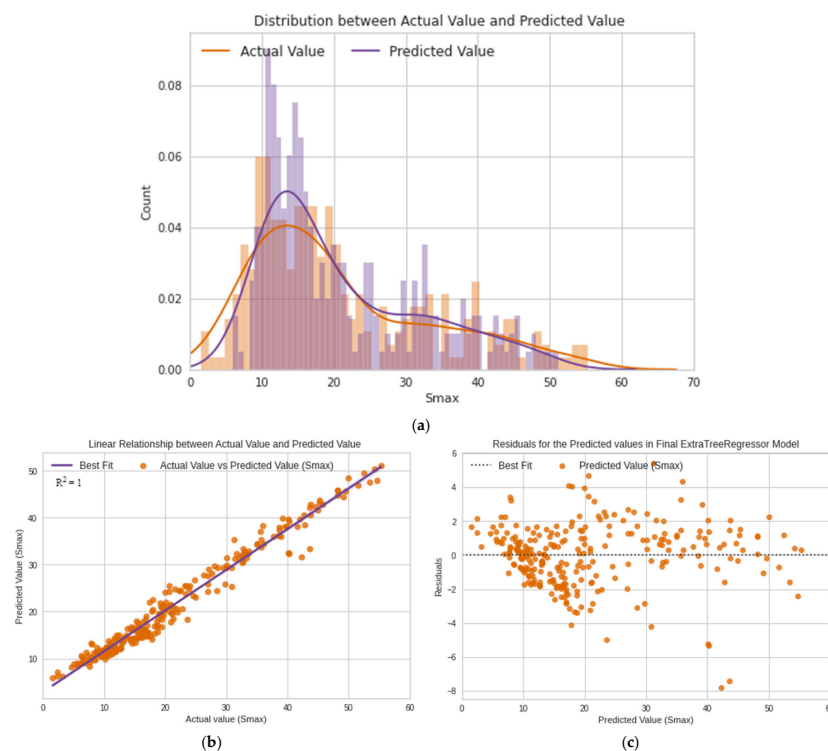 Distribution between Actual Value and Predicted Value
Actual Value Predicted Value
0.08
0.06
0.04
0.02
0.00
Count
0 10 20 30 40 50 60 70
Smax
(a)
Linear Relationship between Actual Value and Predicted Value
Best Fit Actual Value vs Predicted Value (Smax)
R² = 1
50
40
30
20
10
Predicted Value (Smax)
0 10 20 30 40 50 60
Actual value (Smax)
(b)
Residuals for the Predicted values in Final ExtraTreeRegressor Model
Best Fit Predicted Value (Smax)
6
4
2
0
-2
-4
-6
-8
Residuals
0 10 20 30 40 50 60
Predicted Value (Smax)
(c)